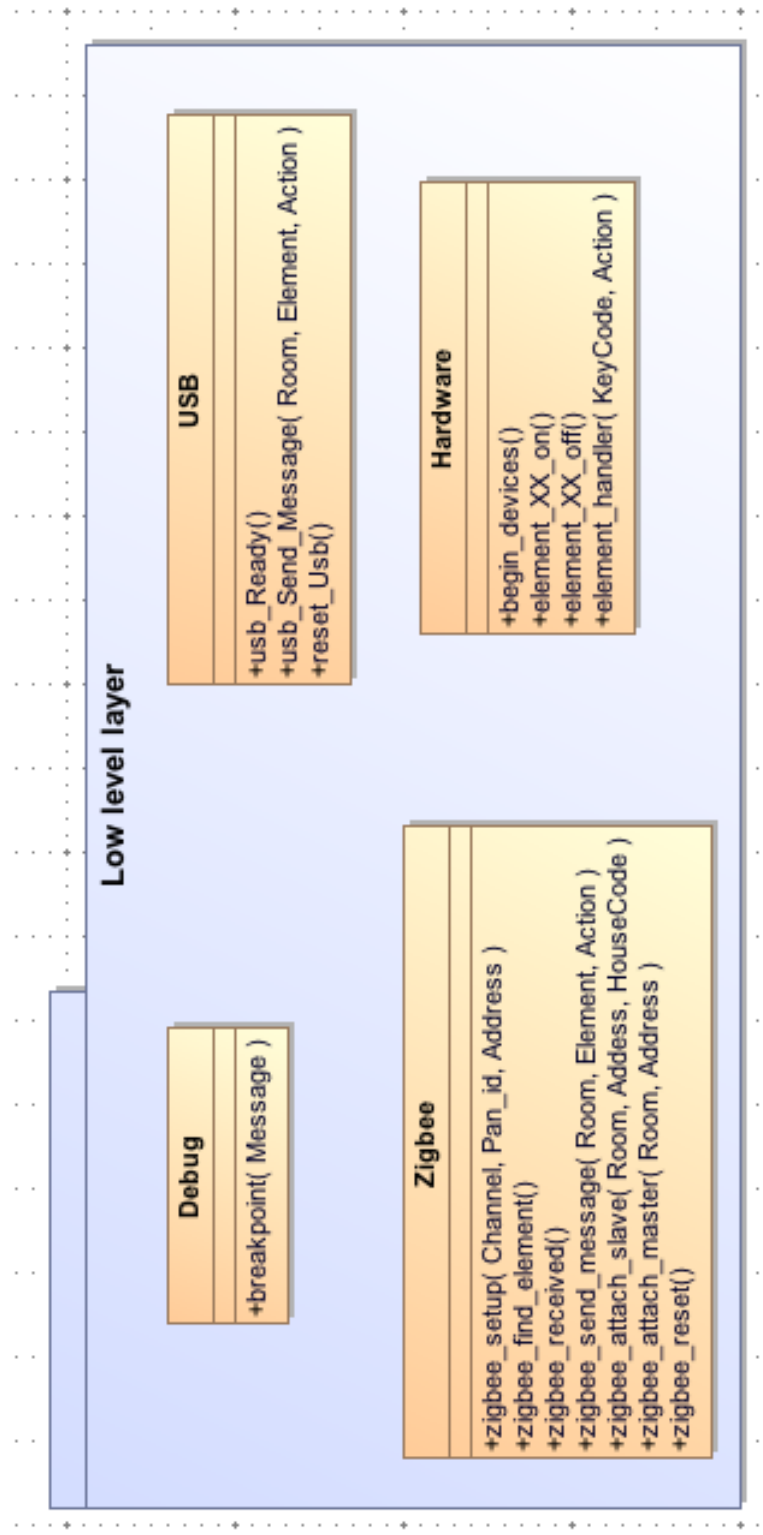 Low level layer
Debug
+breakpoint( Message )
USB
+usb_Ready()
+usb_Send_Message( Room, Element, Action )
+reset_Usb()
Zigbee
+zigbee_setup( Channel, Pan_id, Address )
+zigbee_find_element()
+zigbee_received()
+zigbee_send_message( Room, Element, Action )
+zigbee_attach_slave( Room, Addess, HouseCode )
+zigbee_attach_master( Room, Address )
+zigbee_reset()
Hardware
+begin_devices()
+element_XX_on()
+element_XX_off()
+element_handler( KeyCode, Action )